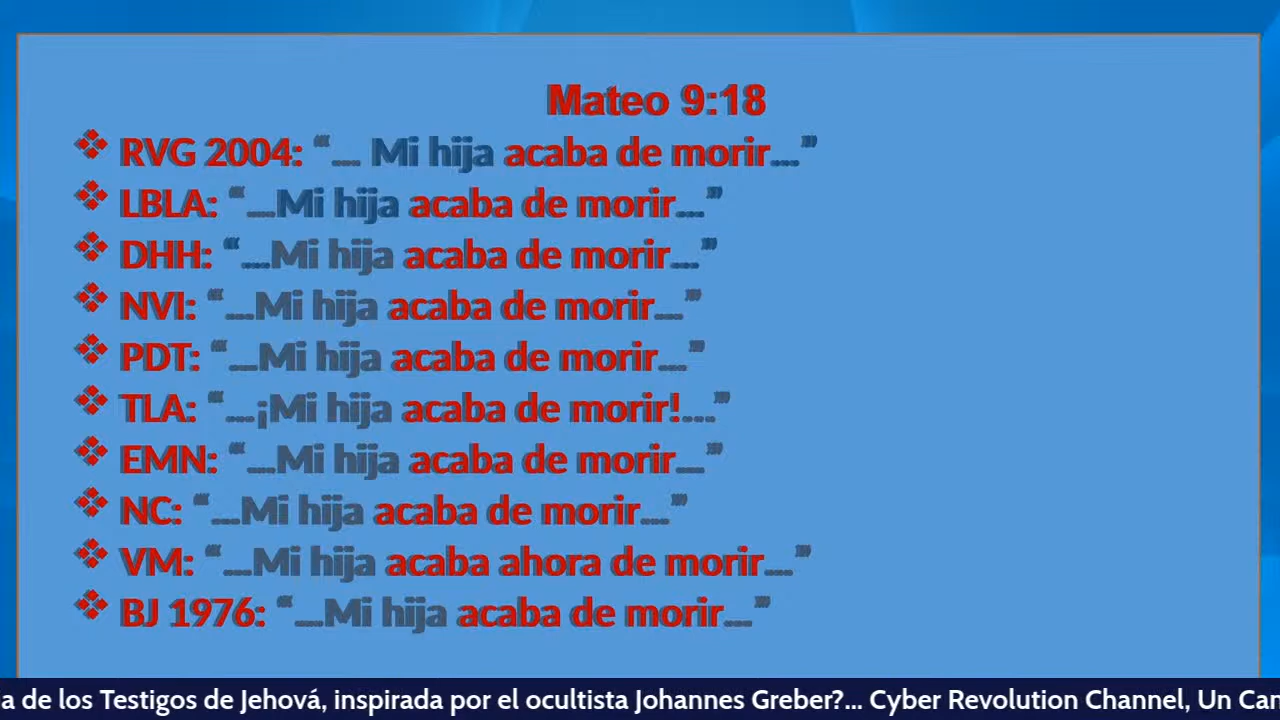 Mateo 9:18
❖ RVG 2004: “.... Mi hija acaba de morir....”
❖ LBLA: “....Mi hija acaba de morir....”
❖ DHH: “....Mi hija acaba de morir....”
❖ NVI: “....Mi hija acaba de morir....”
❖ PDT: “....Mi hija acaba de morir....”
❖ TLA: “....¡Mi hija acaba de morir!....”
❖ EMN: “....Mi hija acaba de morir....”
❖ NC: “....Mi hija acaba de morir....”
❖ VM: “....Mi hija acaba ahora de morir....”
❖ BJ 1976: “....Mi hija acaba de morir....”
a de los Testigos de Jehová, inspirada por el ocultista Johannes Greber?... Cyber Revolution Channel, Un Can